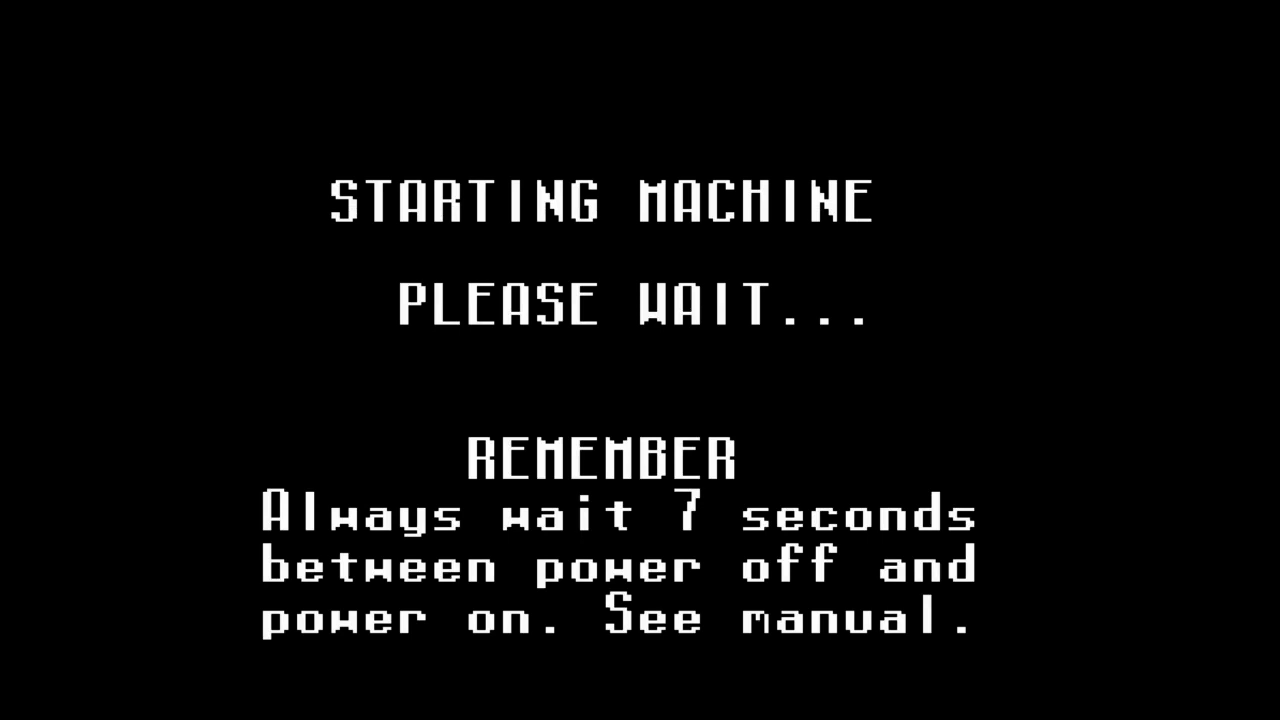 STARTING MACHINE
PLEASE WAIT...
REMEMBER
Always wait 7 seconds
between power off and
power on. See manual.